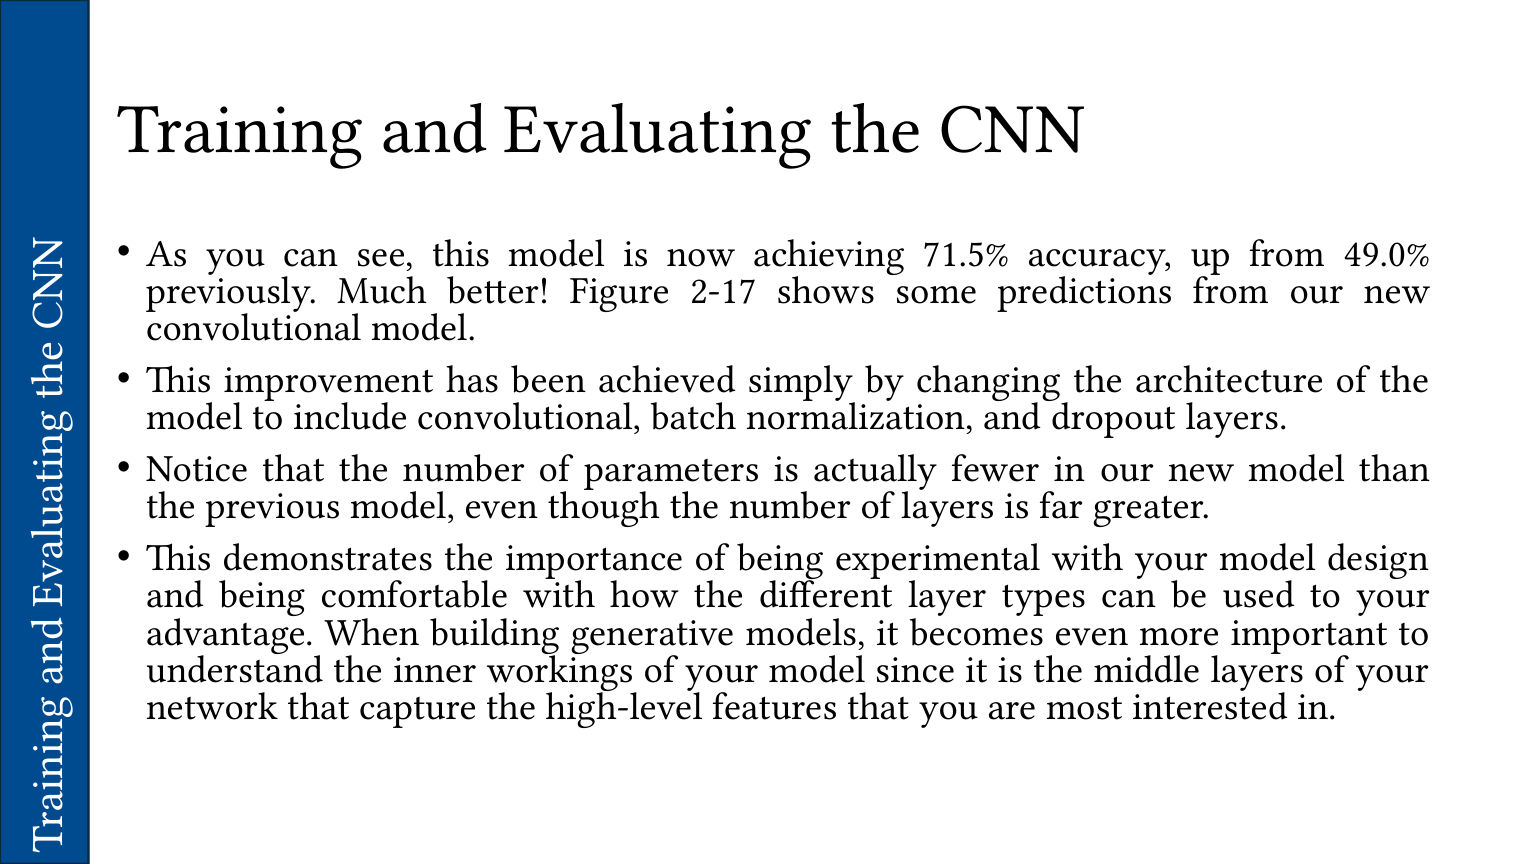 Training and Evaluating the CNN
Training and Evaluating the CNN
• As you can see, this model is now achieving 71.5% accuracy, up from 49.0%
previously. Much better! Figure 2-17 shows some predictions from our new
convolutional model.
• This improvement has been achieved simply by changing the architecture of the
model to include convolutional, batch normalization, and dropout layers.
• Notice that the number of parameters is actually fewer in our new model than
the previous model, even though the number of layers is far greater.
• This demonstrates the importance of being experimental with your model design
and being comfortable with how the different layer types can be used to your
advantage. When building generative models, it becomes even more important to
understand the inner workings of your model since it is the middle layers of your
network that capture the high-level features that you are most interested in.